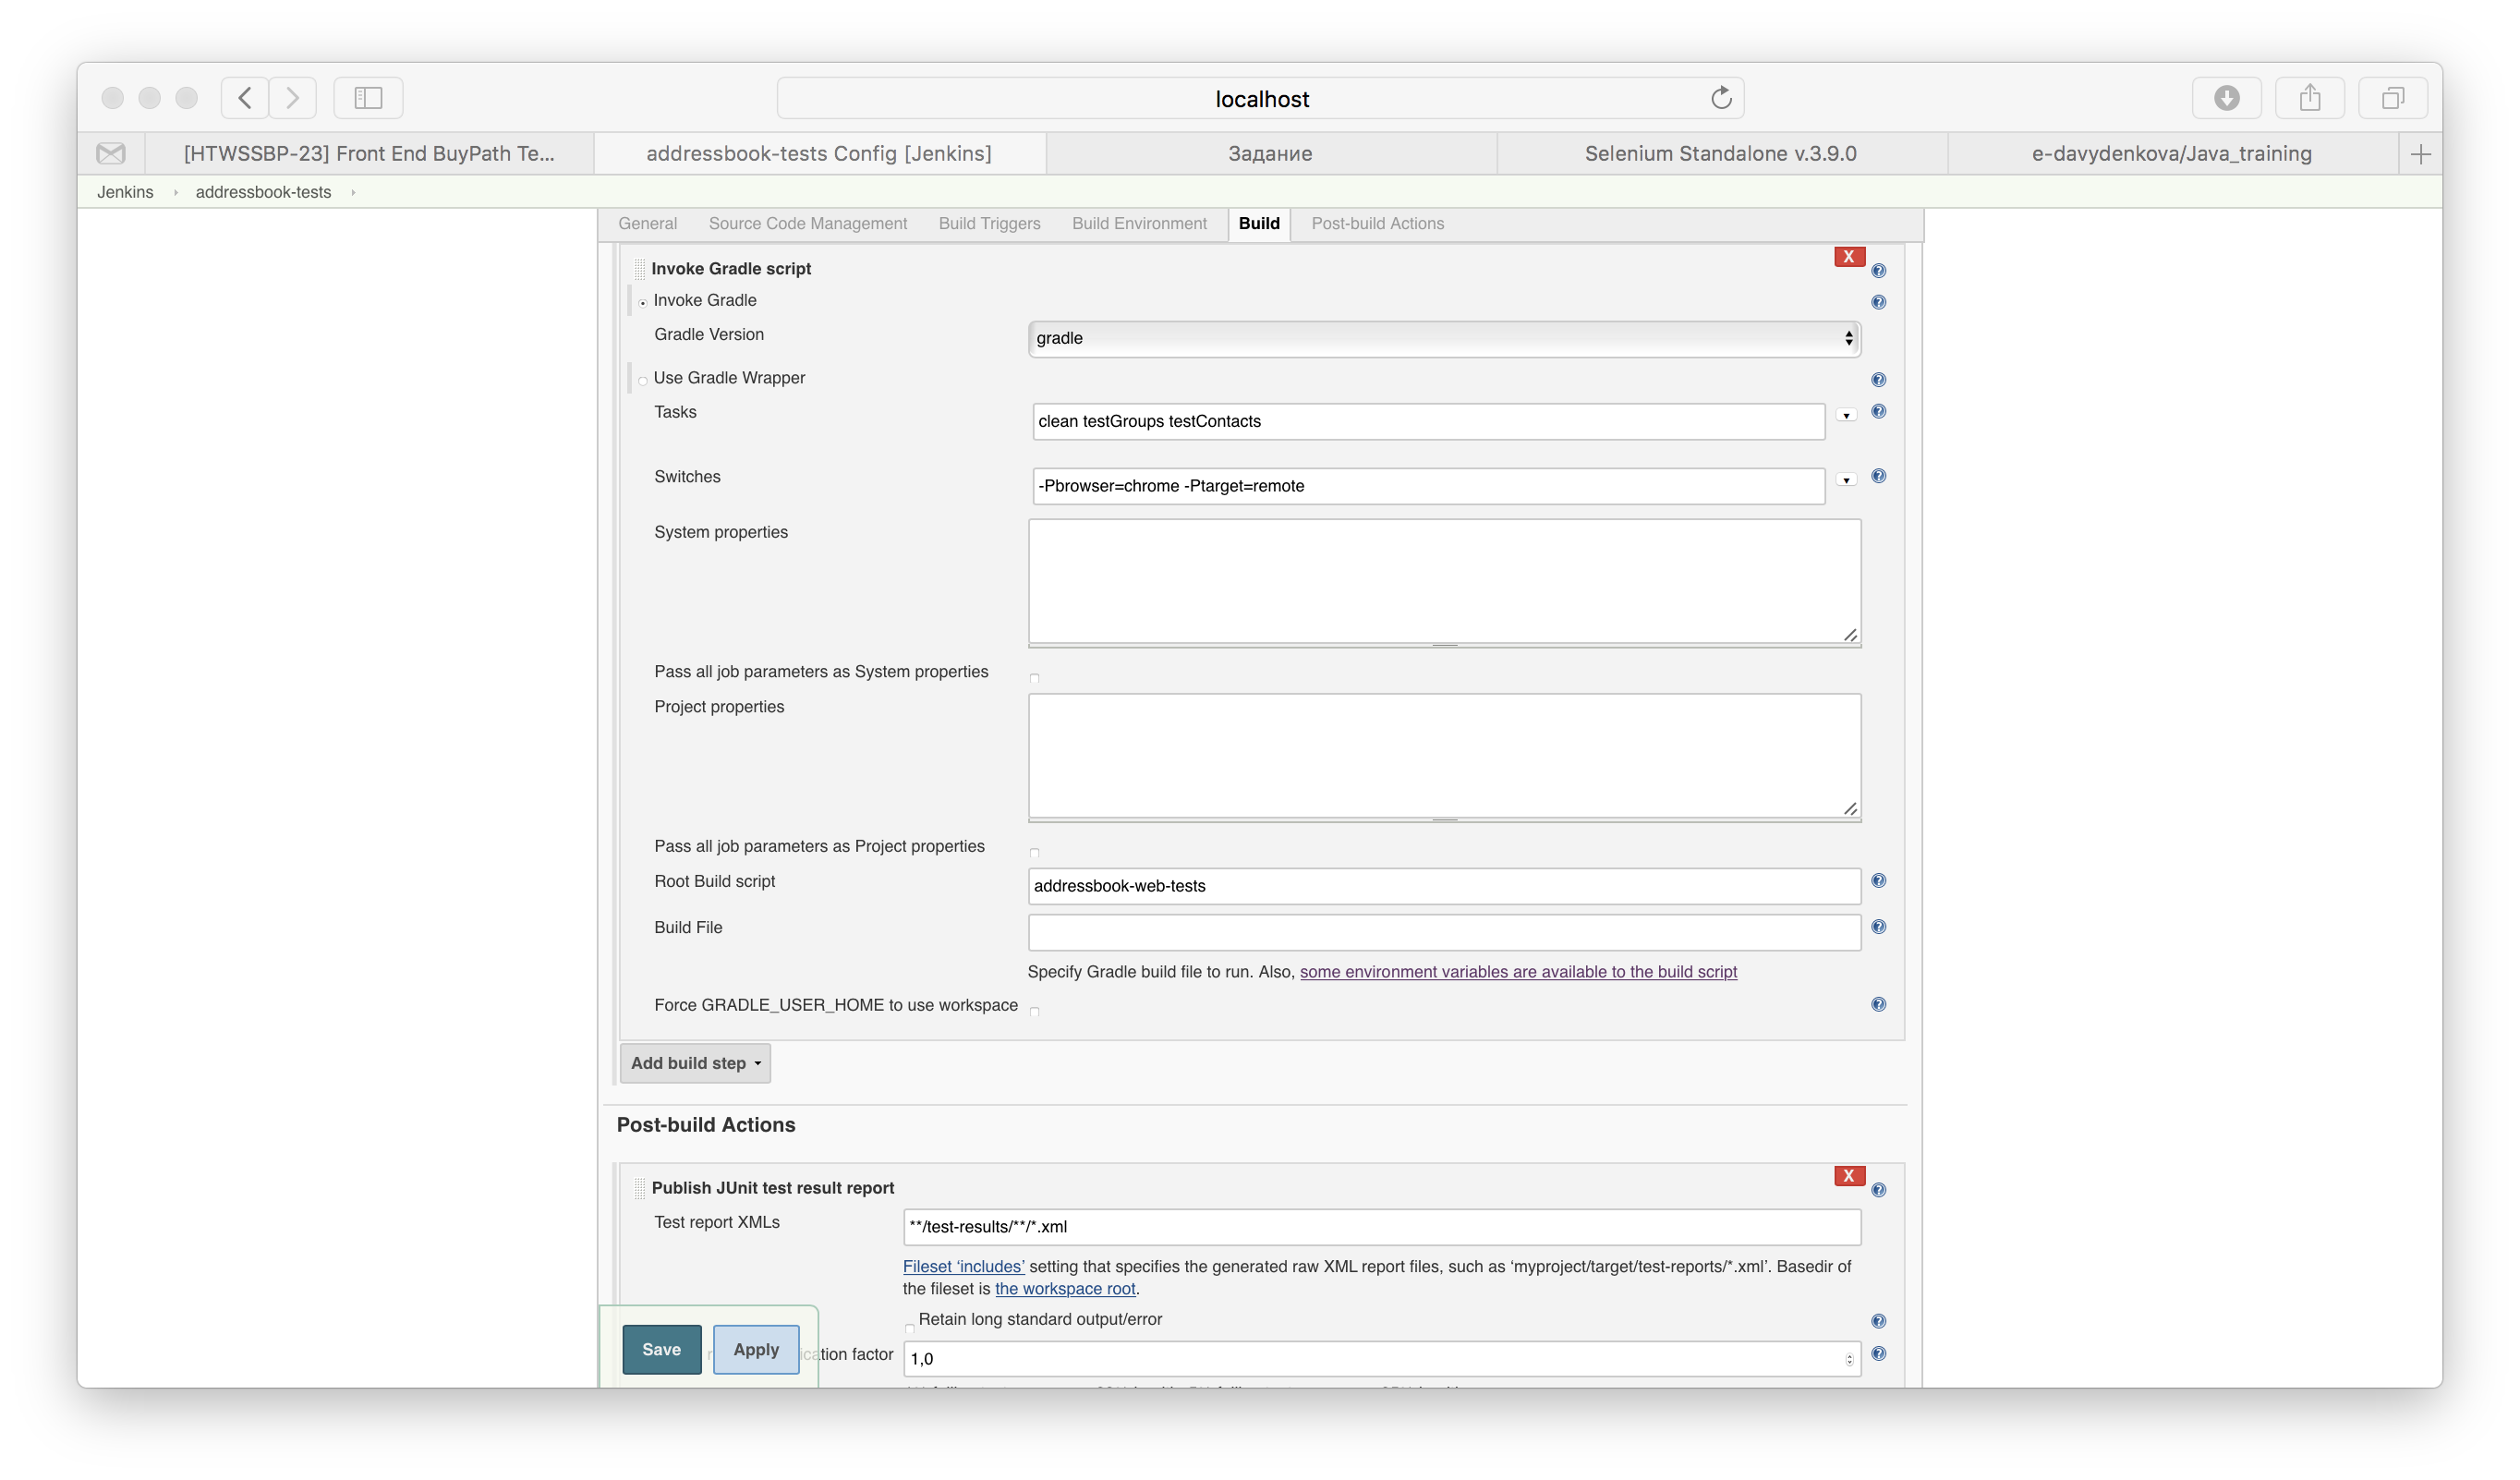 localhost
[HTWSSBP-23] Front End BuyPath Te...
addressbook-tests Config [Jenkins]
Задание
Selenium Standalone v.3.9.0
e-davydenkova/Java_training
Jenkins
addressbook-tests
General
Source Code Management
Build Triggers
Build Environment
Build
Post-build Actions
Invoke Gradle script
X
Invoke Gradle
Gradle Version
gradle
Use Gradle Wrapper
Tasks
clean testGroups testContacts
Switches
-Pbrowser=chrome -Ptarget=remote
System properties
Pass all job parameters as System properties
Project properties
Pass all job parameters as Project properties
Root Build script
addressbook-web-tests
Build File
Specify Gradle build file to run. Also, some environment variables are available to the build script
Force GRADLE_USER_HOME to use workspace
Add build step
Post-build Actions
Publish JUnit test result report
X
Test report XMLs
**/test-results/**/*.xml
Fileset ‘includes’ setting that specifies the generated raw XML report files, such as ‘myproject/target/test-reports/*.xml’. Basedir of
the fileset is the workspace root.
Retain long standard output/error
Save
Apply
factor
1,0